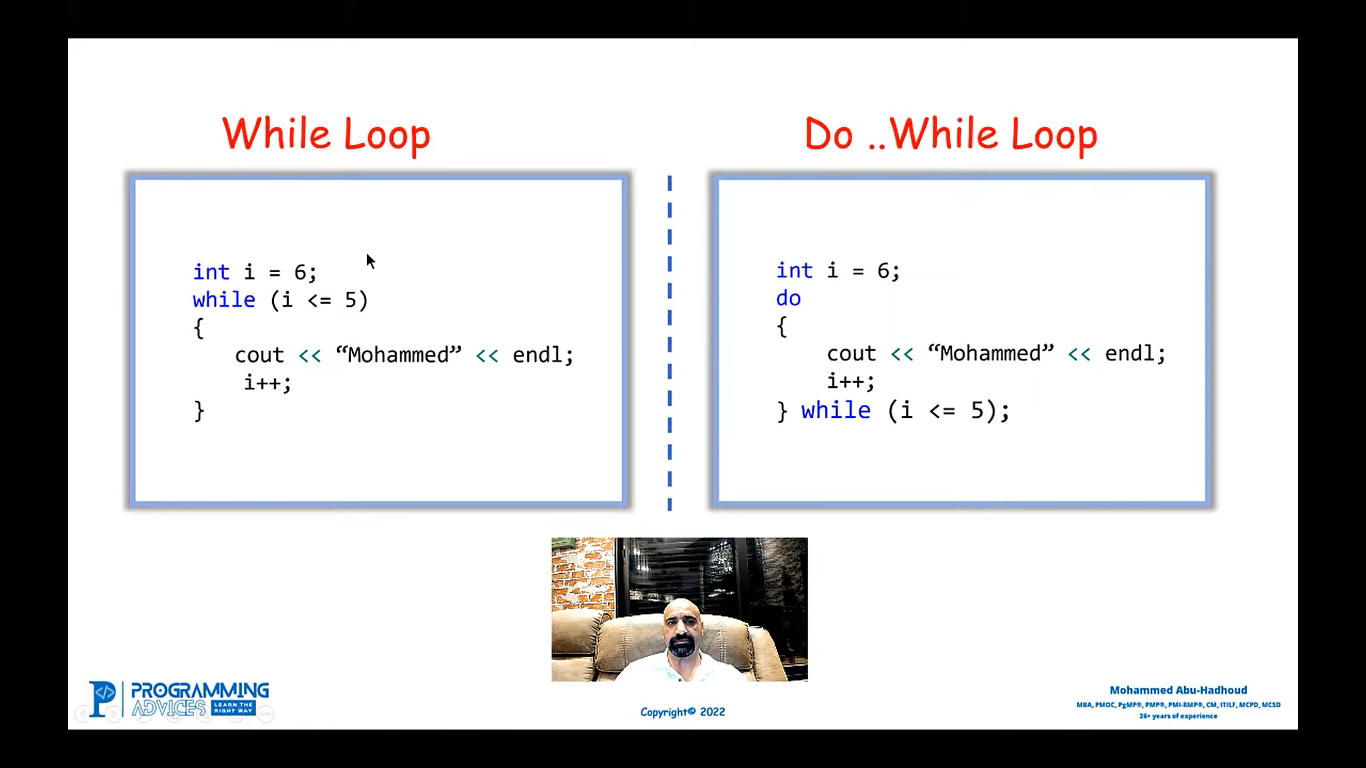 While Loop
int i = 6;
while (i <= 5)
{
cout << “Mohammed” << endl;
i++;
}
Do ..While Loop
int i = 6;
do
{
cout << “Mohammed” << endl;
i++;
} while (i <= 5);
PROGRAMMING
ADVICES LEARN THE RIGHT WAY
Copyright© 2022
Mohammed Abu-Hadhoud
MBA, PMOC, PgMP®, PMP®, PMI-RMP®, CM, ITILF, MCPD, MCSD
26+ years of experience